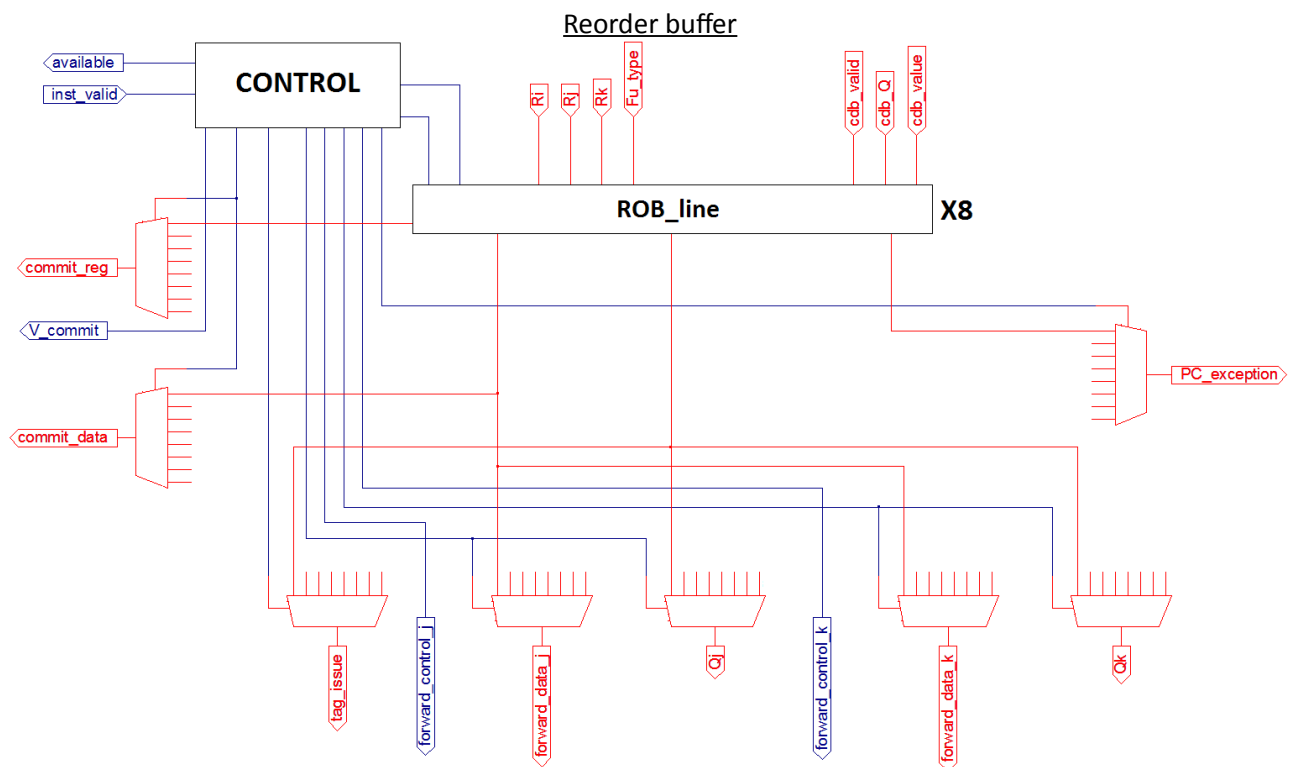 Reorder buffer
available
inst_valid
CONTROL
Ri
Rj
Rk
Fu_type
cdb_valid
cdb_Q
cdb_value
ROB_line
X8
commit_reg
V_commit
PC_exception
commit_data
tag_issue
forward_control_j
forward_data_j
Qj
forward_control_k
forward_data_k
Qk